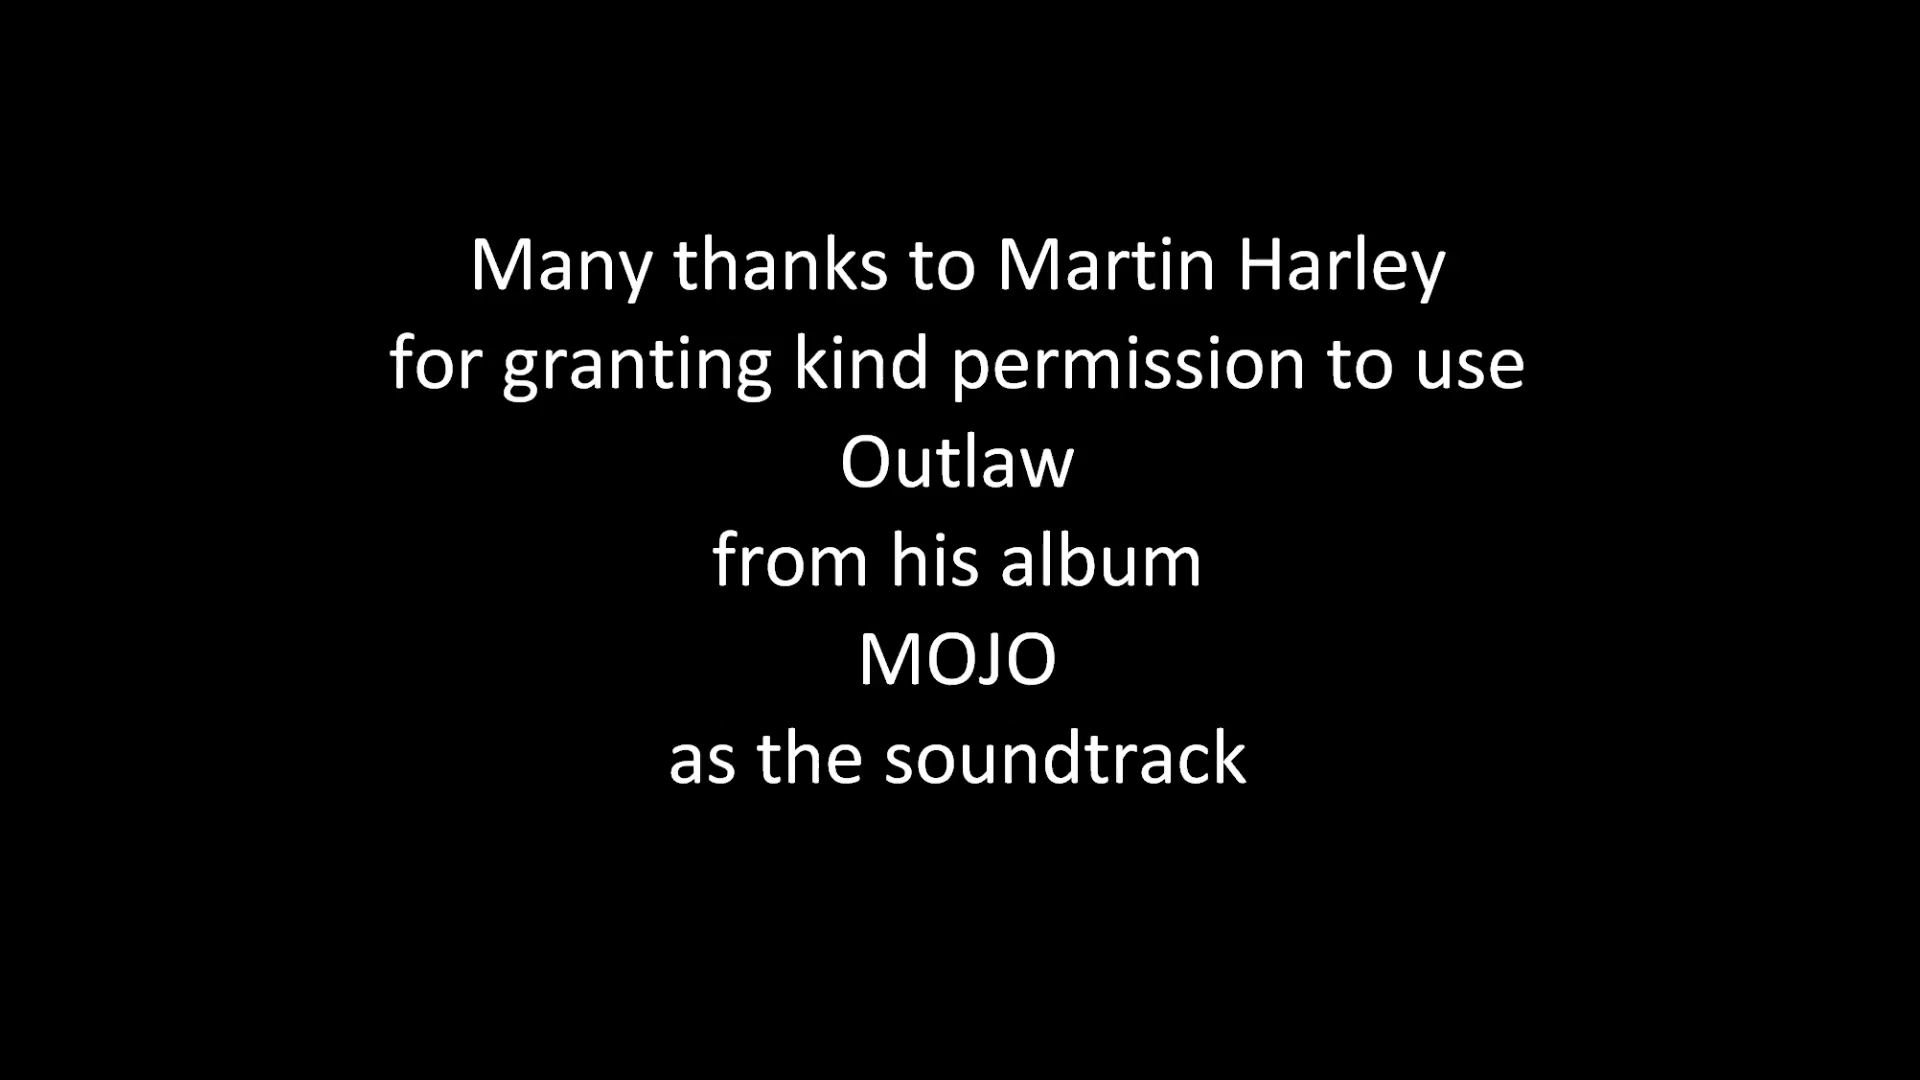 Many thanks to Martin Harley
for granting kind permission to use
Outlaw
from his album
MOJO
as the soundtrack